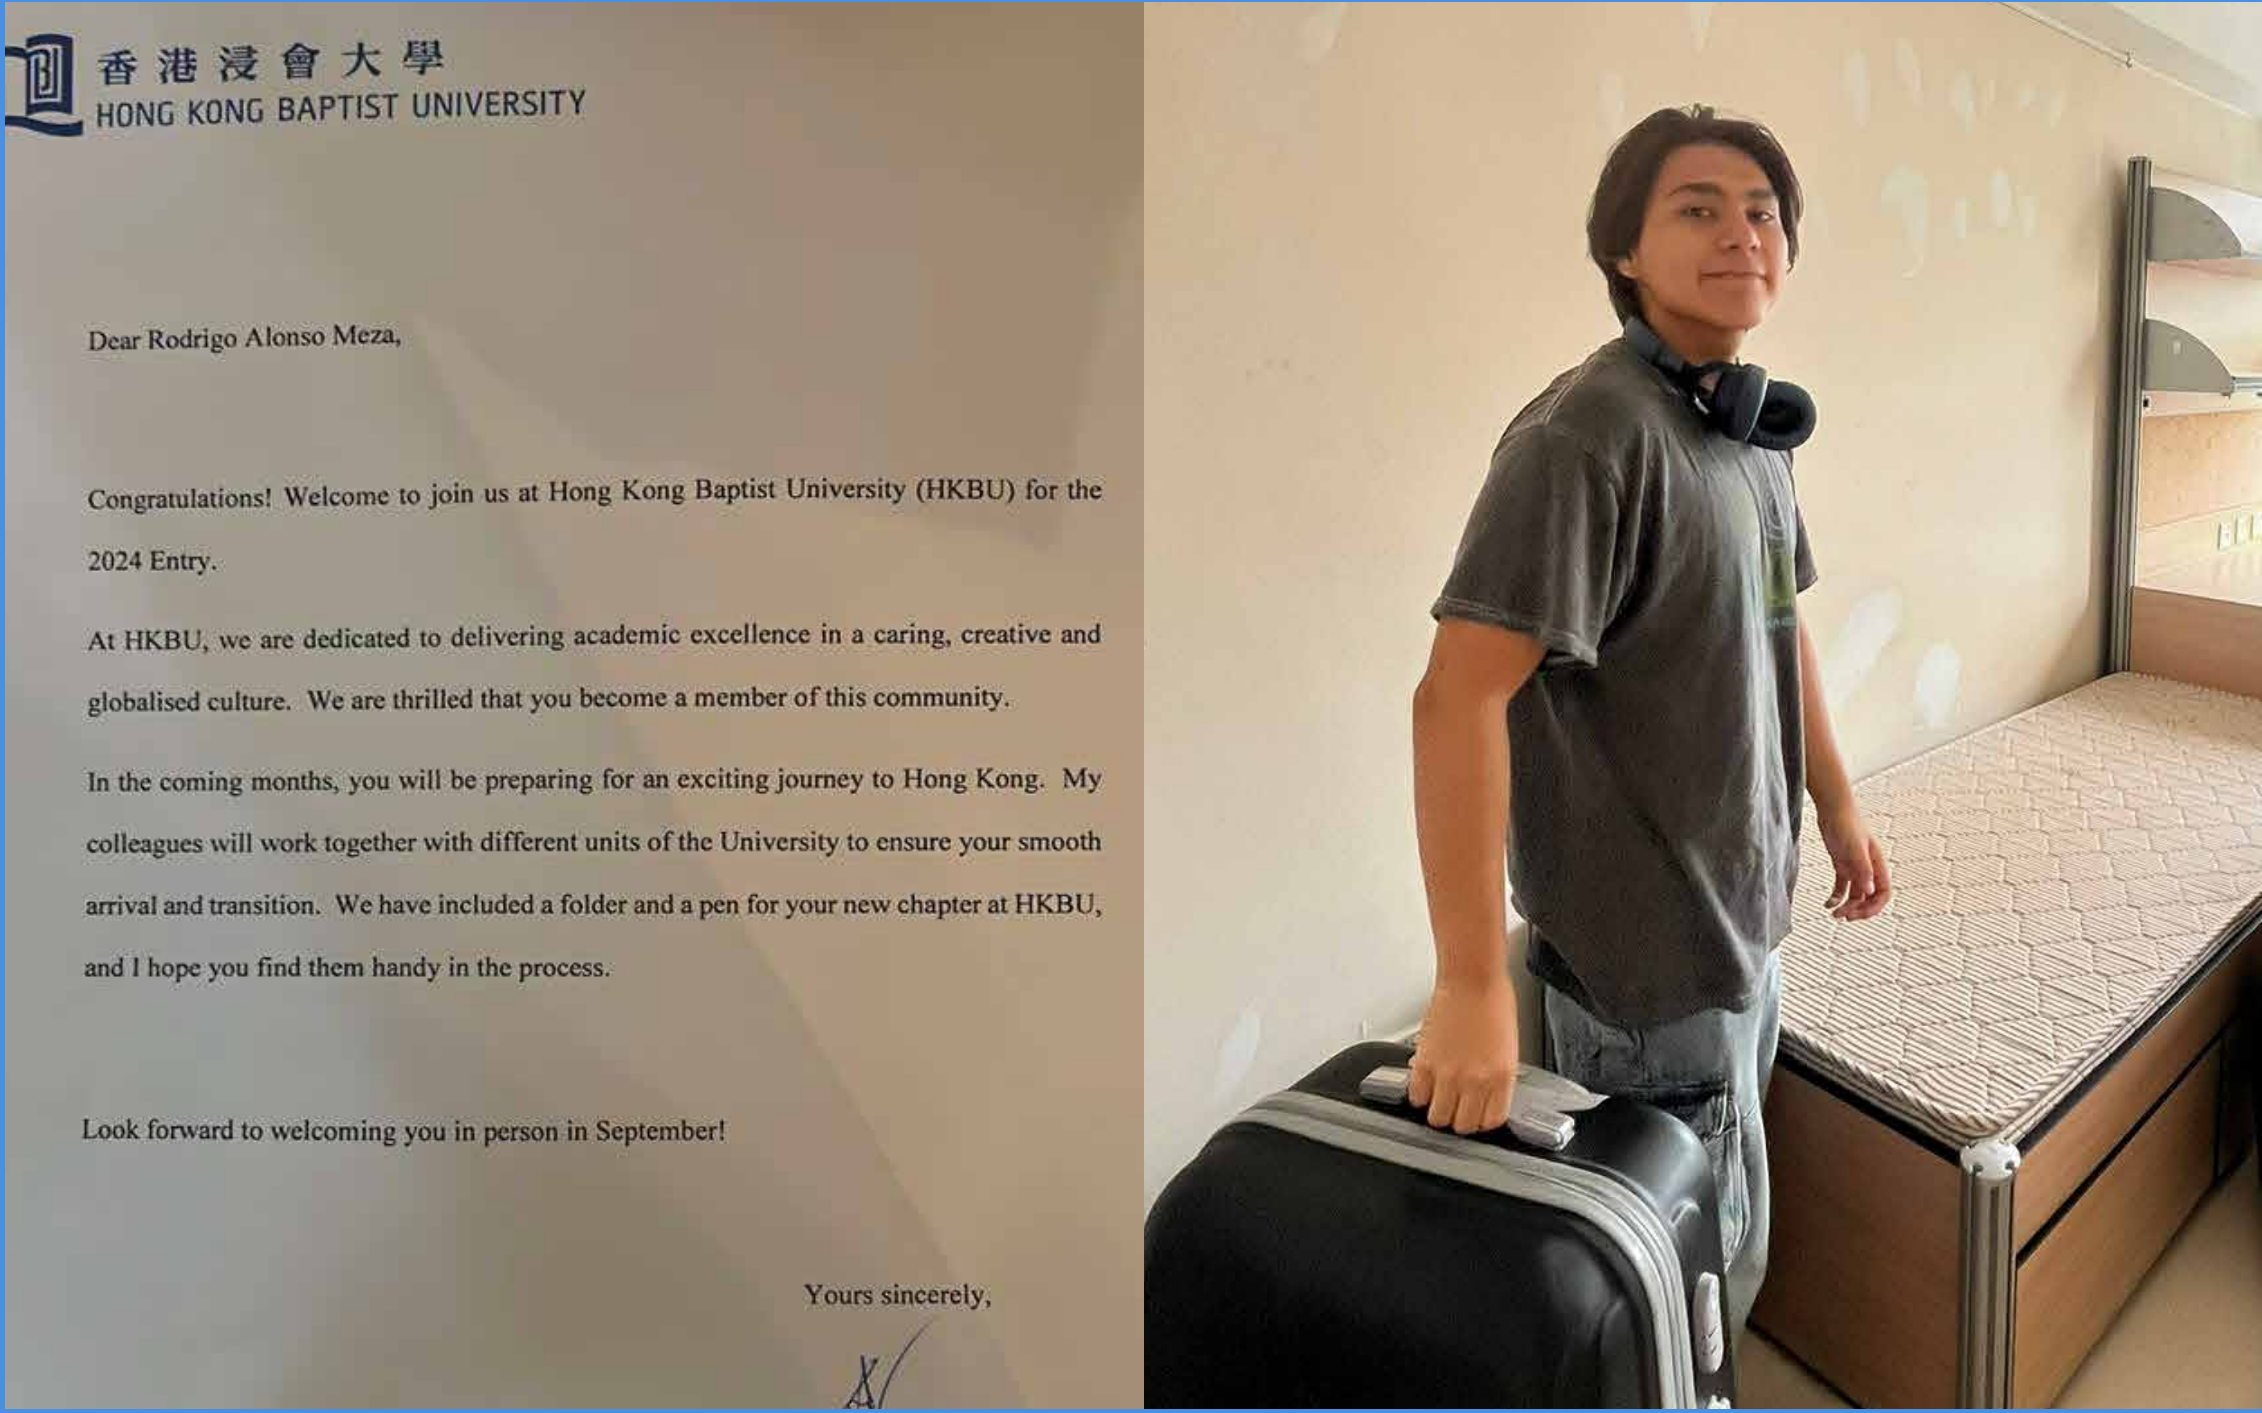 香港浸會大學
HONG KONG BAPTIST UNIVERSITY
Dear Rodrigo Alonso Meza,
Congratulations! Welcome to join us at Hong Kong Baptist University (HKBU) for the
2024 Entry.
At HKBU, we are dedicated to delivering academic excellence in a caring, creative and
globalised culture. We are thrilled that you become a member of this community.
In the coming months, you will be preparing for an exciting journey to Hong Kong. My
colleagues will work together with different units of the University to ensure your smooth
arrival and transition. We have included a folder and a pen for your new chapter at HKBU,
and I hope you find them handy in the process.
Look forward to welcoming you in person in September!
Yours sincerely,